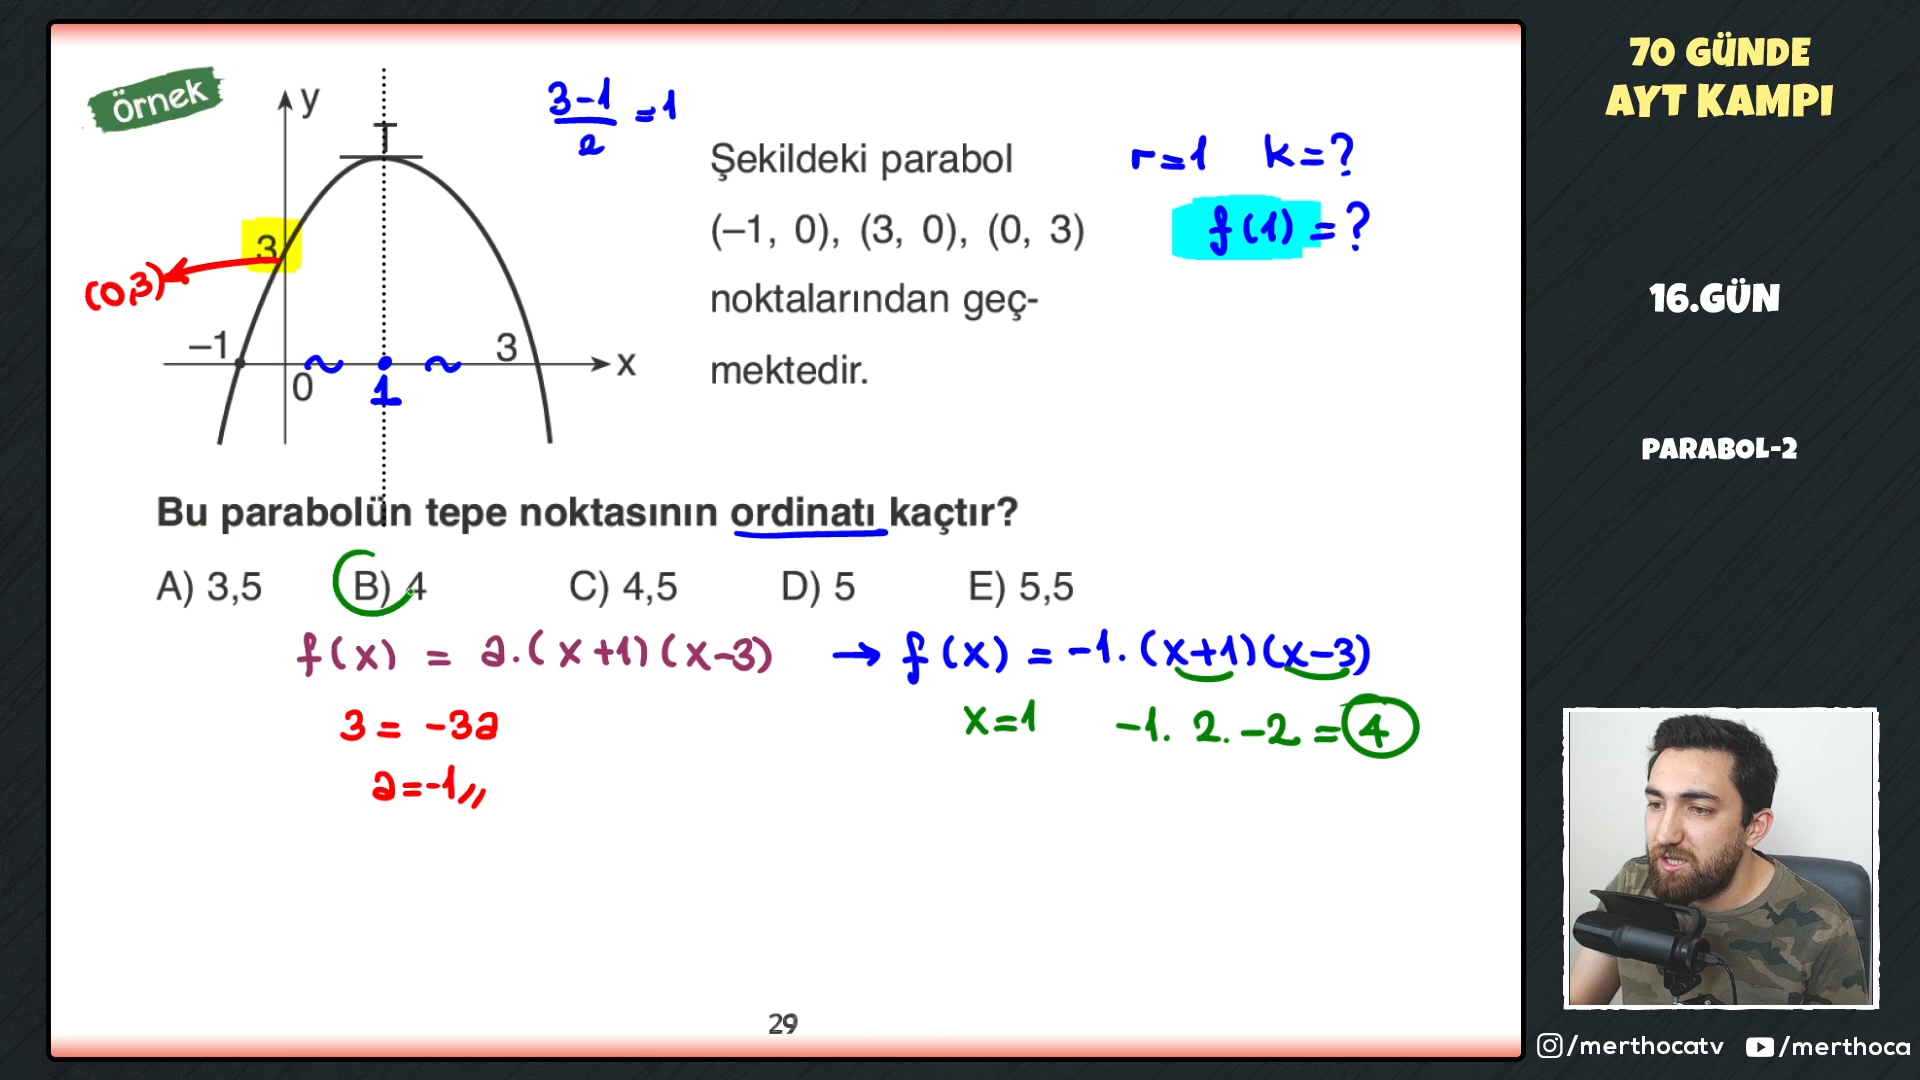 Örnek
y
T
3
(0,3)
–1
0
1
3
x
3-1
2
=1
Şekildeki parabol
(–1, 0), (3, 0), (0, 3)
noktalarından geç-
mektedir.
r=1 k=?
f(1)=?
Bu parabolün tepe noktasının ordinatı kaçtır?
A) 3,5 B) 4 C) 4,5 D) 5 E) 5,5
f(x) = a.(x+1)(x-3) → f(x) = -1.(x+1)(x-3)
3 = -3a
x=1 -1. 2. -2 = 4
a=-1//
29
70 GÜNDE
AYT KAMPI
16.GÜN
PARABOL-2
/merthocatv /merthoca